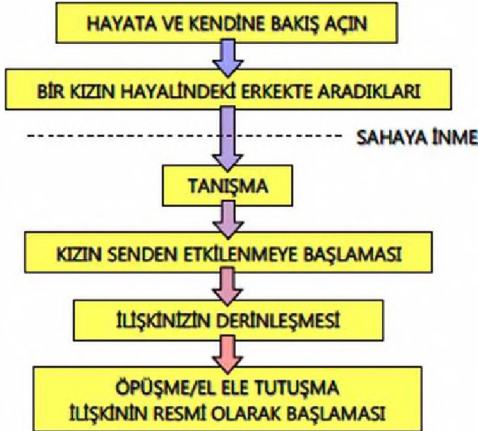 HAYATA VE KENDİNE BAKIŞ AÇIN
BİR KIZIN HAYALİNDEKİ ERKEKTE ARADIKLARI
SAHAYA İNME
TANIŞMA
KIZIN SENDEN ETKİLENMEYE BAŞLAMASI
İLİŞKİNİZİN DERİNLEŞMESİ
ÖPÜŞME/EL ELE TUTUŞMA
İLİŞKİNİN RESMİ OLARAK BAŞLAMASI